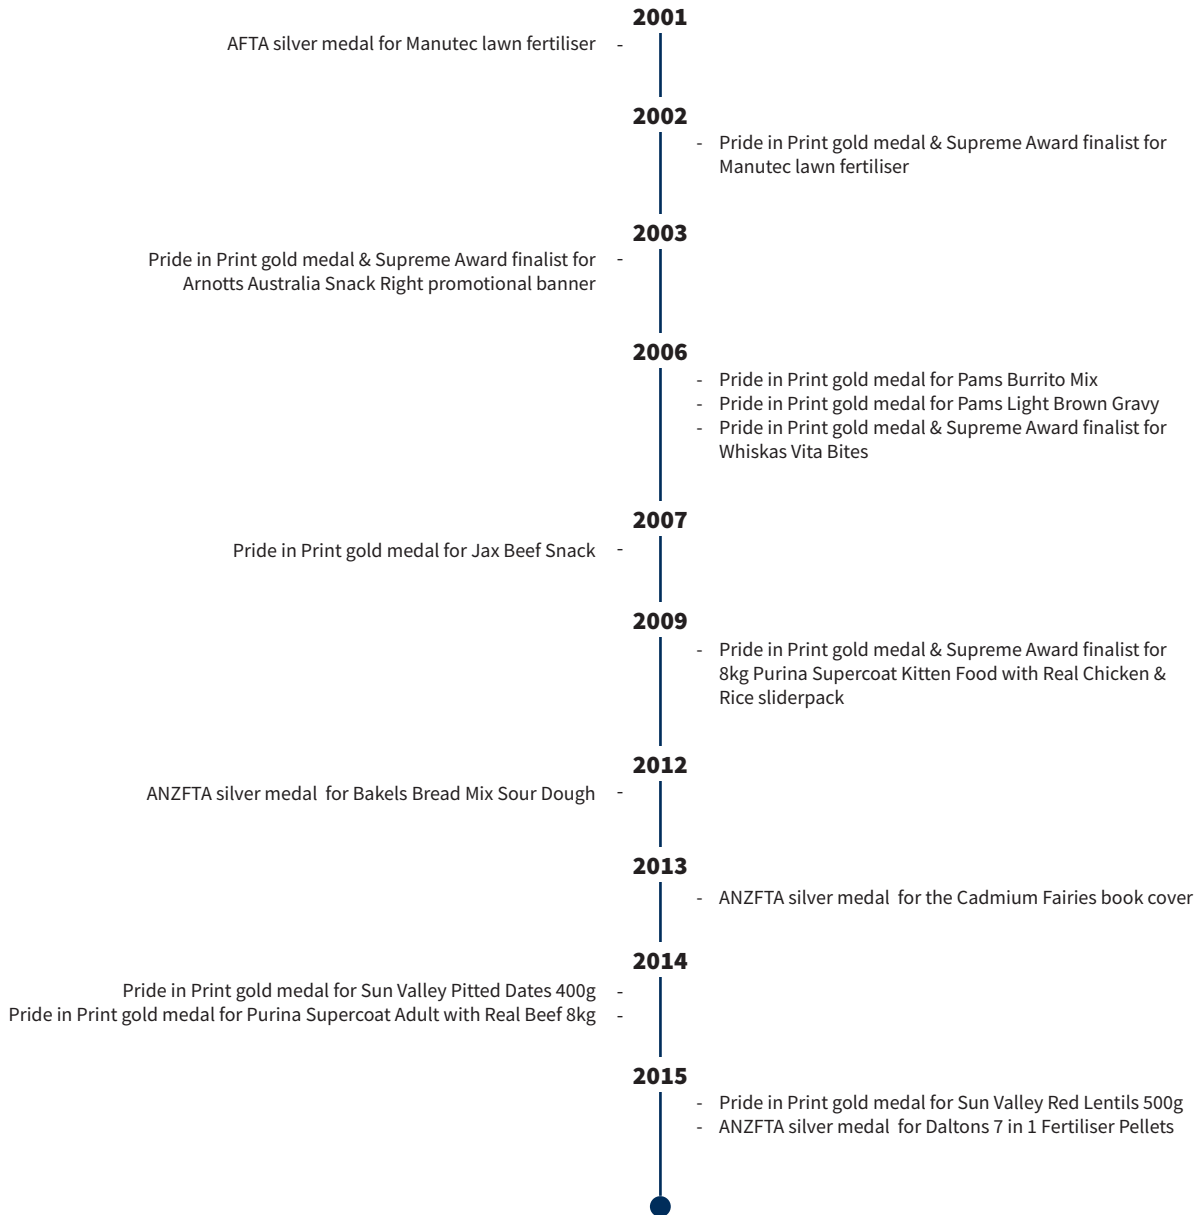 2001
AFTA silver medal for Manutec lawn fertiliser -
2002
- Pride in Print gold medal & Supreme Award finalist for
Manutec lawn fertiliser
2003
Pride in Print gold medal & Supreme Award finalist for -
Arnotts Australia Snack Right promotional banner
2006
- Pride in Print gold medal for Pams Burrito Mix
- Pride in Print gold medal for Pams Light Brown Gravy
- Pride in Print gold medal & Supreme Award finalist for
Whiskas Vita Bites
2007
Pride in Print gold medal for Jax Beef Snack -
2009
- Pride in Print gold medal & Supreme Award finalist for
8kg Purina Supercoat Kitten Food with Real Chicken &
Rice sliderpack
2012
ANZFTA silver medal  for Bakels Bread Mix Sour Dough -
2013
- ANZFTA silver medal  for the Cadmium Fairies book cover
2014
Pride in Print gold medal for Sun Valley Pitted Dates 400g -
Pride in Print gold medal for Purina Supercoat Adult with Real Beef 8kg -
2015
- Pride in Print gold medal for Sun Valley Red Lentils 500g
- ANZFTA silver medal  for Daltons 7 in 1 Fertiliser Pellets